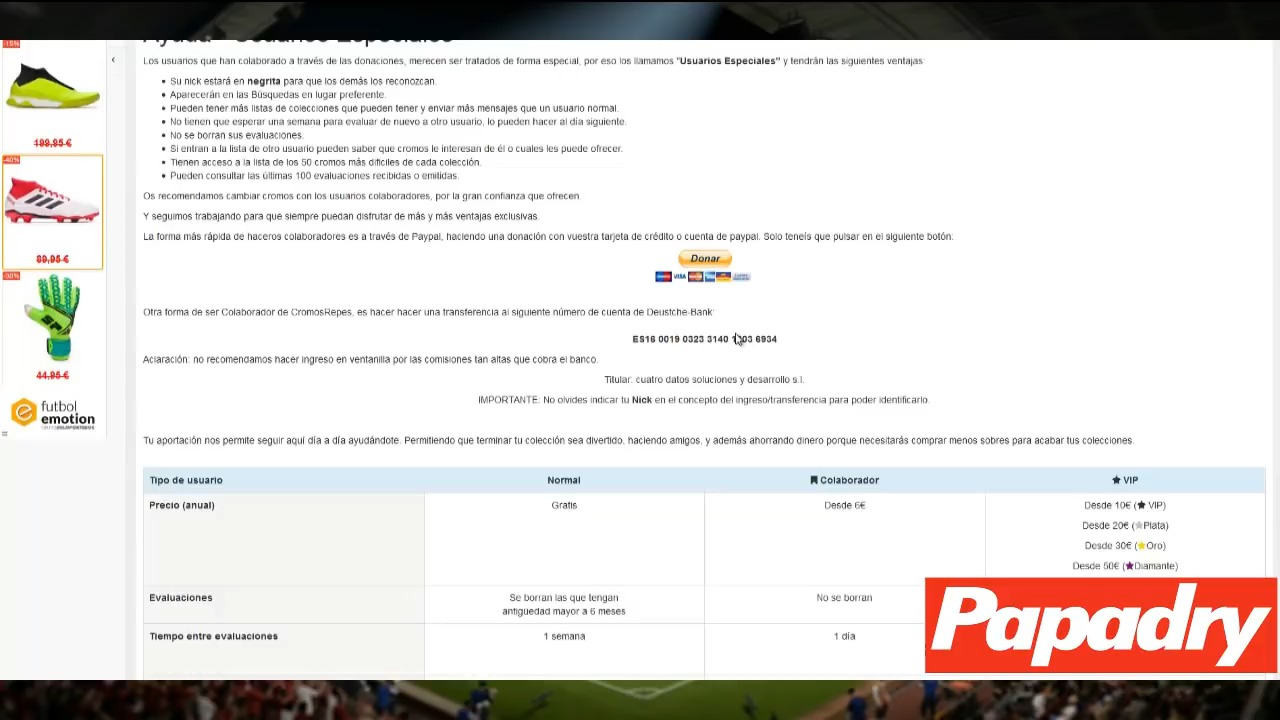 Ayuda - Usuarios Especiales
Los usuarios que han colaborado a través de las donaciones, merecen ser tratados de forma especial, por eso los llamamos "Usuarios Especiales" y tendrán las siguientes ventajas:
Su nick estará en negrita para que los demás los reconozcan.
Aparecerán en las Búsquedas en lugar preferente.
Pueden tener más listas de colecciones que pueden tener y enviar más mensajes que un usuario normal.
No tienen que esperar una semana para evaluar de nuevo a otro usuario, lo pueden hacer al día siguiente.
No se borran sus evaluaciones.
Si entran a la lista de otro usuario pueden saber que cromos le interesan de él o cuales les puede ofrecer.
Tienen acceso a la lista de los 50 cromos más difíciles de cada colección.
Pueden consultar las últimas 100 evaluaciones recibidas o emitidas.
Os recomendamos cambiar cromos con los usuarios colaboradores, por la gran confianza que ofrecen.
Y seguimos trabajando para que siempre puedan disfrutar de más y más ventajas exclusivas.
La forma más rápida de haceros colaboradores es a través de Paypal, haciendo una donación con vuestra tarjeta de crédito o cuenta de paypal. Solo teneís que pulsar en el siguiente botón:
Donar
VISA
Otra forma de ser Colaborador de CromosRepes, es hacer hacer una transferencia al siguiente número de cuenta de Deustche-Bank:
ES16 0019 0323 3140 03 6934
Aclaración: no recomendamos hacer ingreso en ventanilla por las comisiones tan altas que cobra el banco.
Titular: cuatro datos soluciones y desarrollo s.l.
IMPORTANTE: No olvides indicar tu Nick en el concepto del ingreso/transferencia para poder identificarlo.
Tu aportación nos permite seguir aquí día a día ayudándote. Permitiendo que terminar tu colección sea divertido, haciendo amigos, y además ahorrando dinero porque necesitarás comprar menos sobres para acabar tus colecciones.
Tipo de usuario Normal Colaborador VIP
Precio (anual) Gratis Desde 6€ Desde 10€ (★ VIP)
Desde 20€ (★Plata)
Desde 30€ (★Oro)
Desde 50€ (★Diamante)
Evaluaciones Se borran las que tengan antigüedad mayor a 6 meses No se borran
Tiempo entre evaluaciones 1 semana 1 día
-15%
199,95 €
-40%
89,95 €
44,95 €
futbol
emotion
Papadry